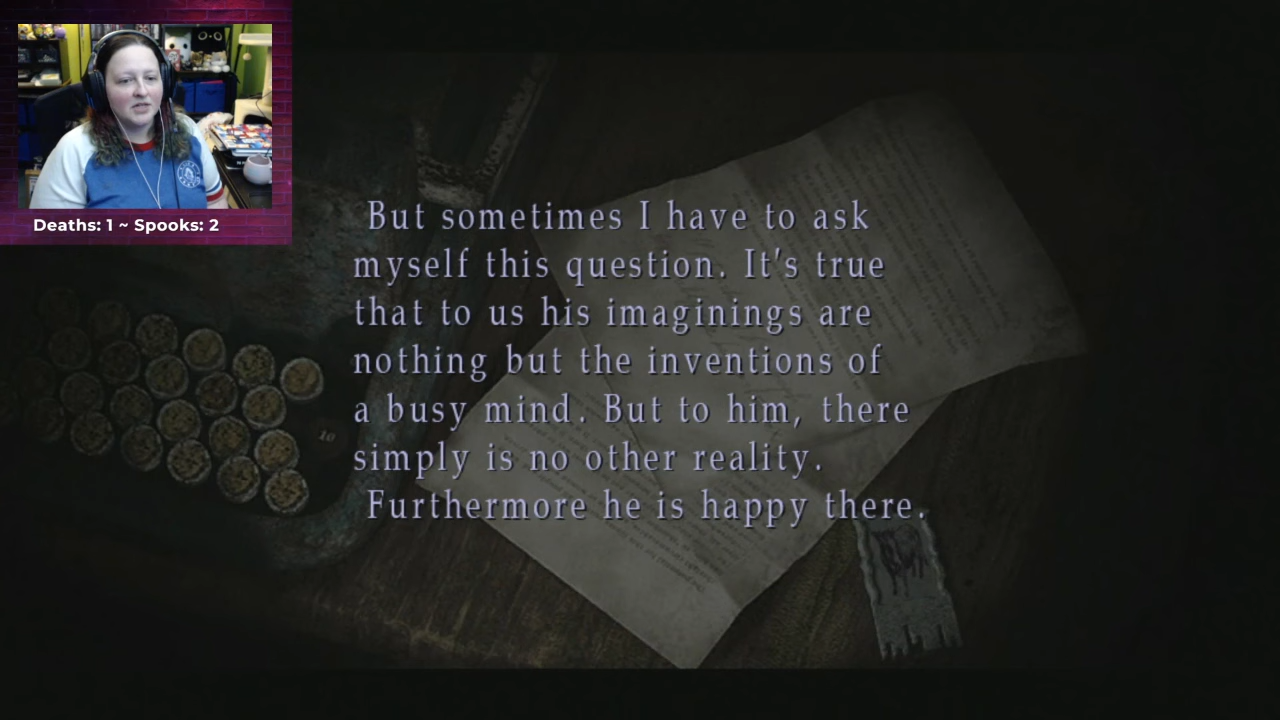 Deaths: 1 ~ Spooks: 2
But sometimes I have to ask
myself this question. It's true
that to us his imaginings are
nothing but the inventions of
a busy mind. But to him, there
simply is no other reality.
Furthermore he is happy there.
10